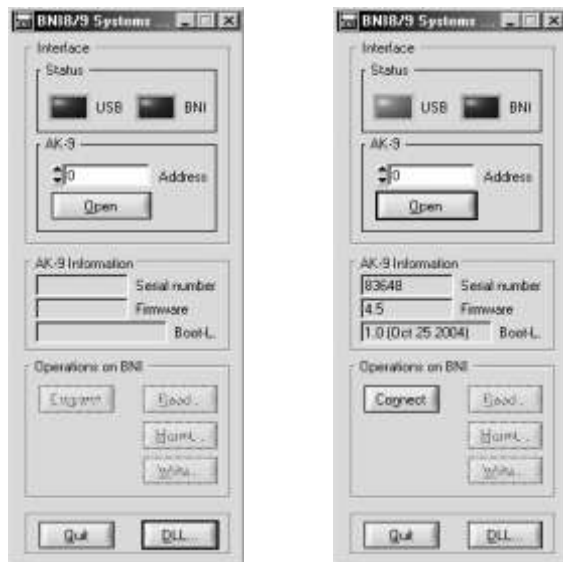 BNI8/9 Systems
Interface
Status
USB BNI
AK-9
0 Address
Open
AK-9 Information
Serial number
Firmware
Boot-L.
Operations on BNI
Connect Read...
Write...
Quit DLL...
BNI8/9 Systems
Interface
Status
USB BNI
AK-9
0 Address
Open
AK-9 Information
83648 Serial number
4.5 Firmware
1.0 (Oct 25 2004) Boot-L.
Operations on BNI
Connect Read...
Write...
Quit DLL...